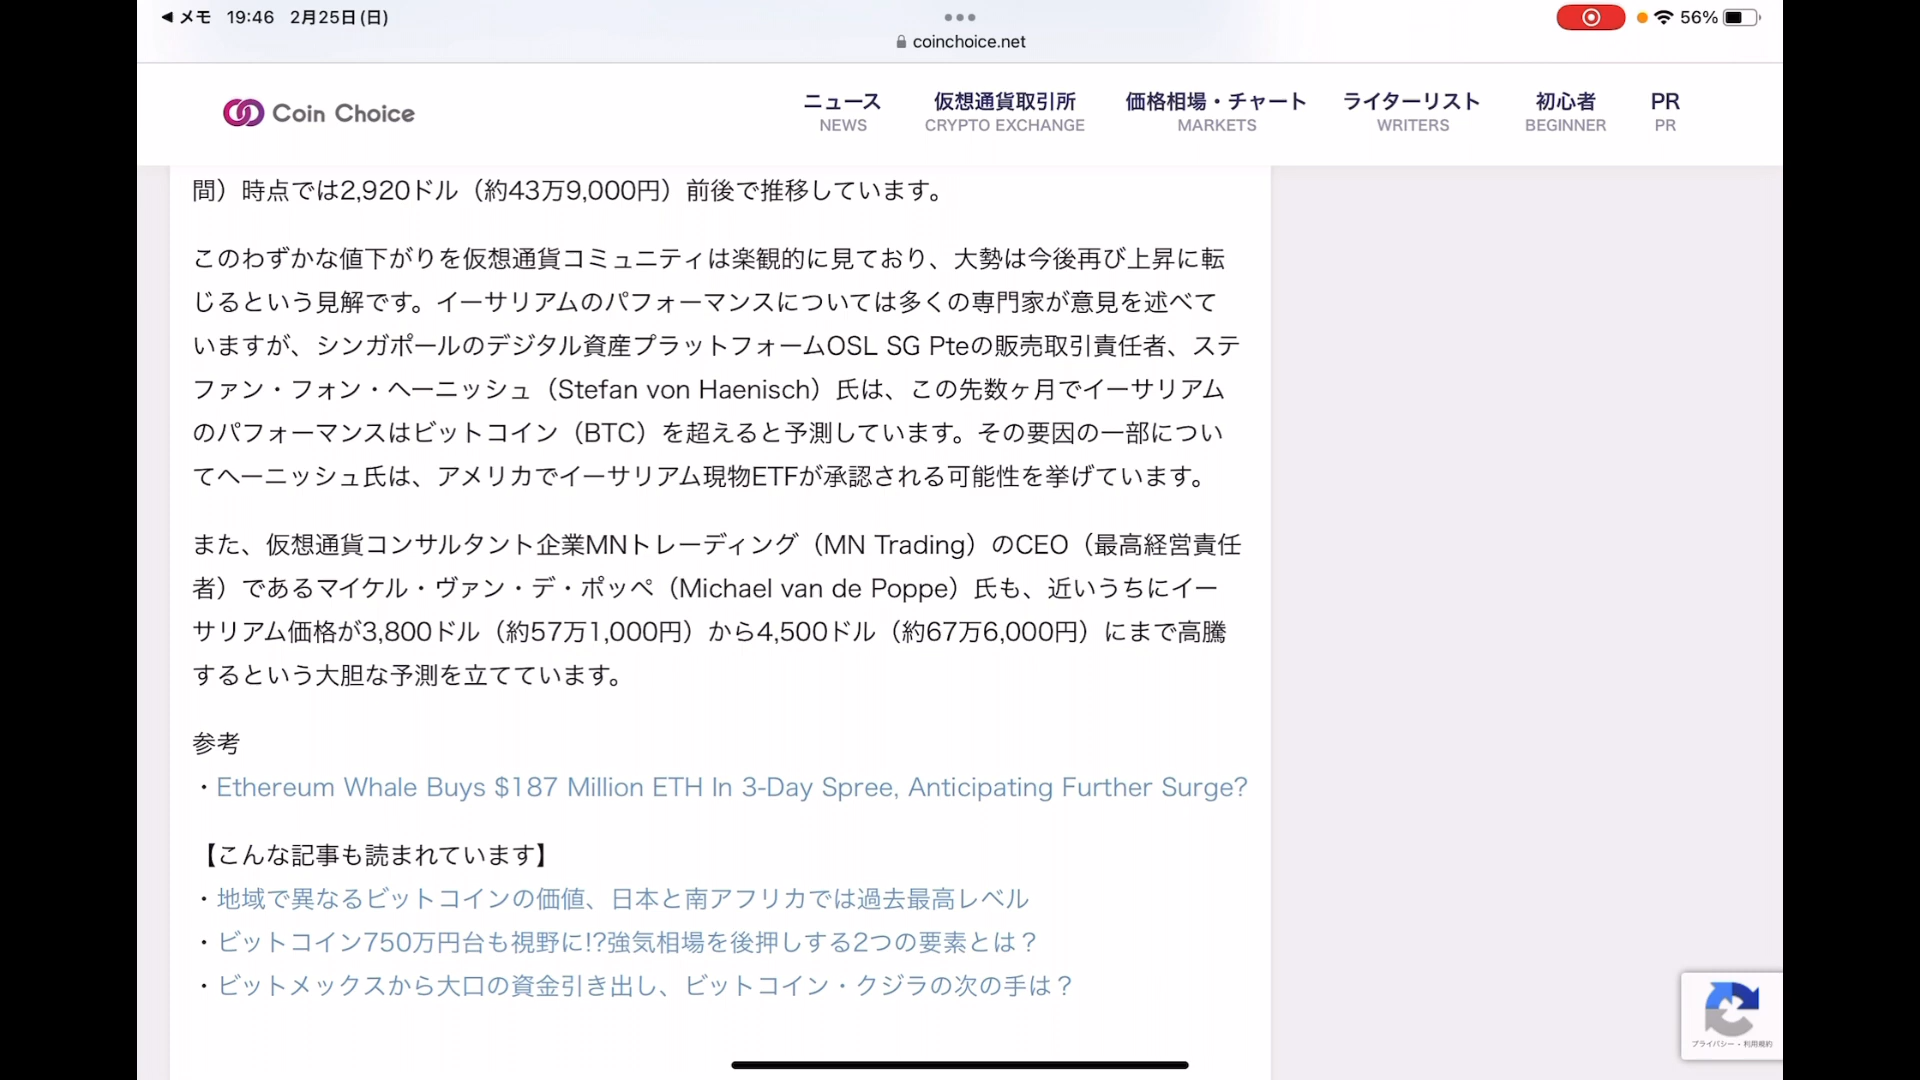 ◀メモ 19:46 2月25日(日)
coinchoice.net
56%
Coin Choice
ニュース 仮想通貨取引所 価格相場・チャート ライターリスト 初心者 PR
NEWS CRYPTO EXCHANGE MARKETS WRITERS BEGINNER PR
間）時点では2,920ドル（約43万9,000円）前後で推移しています。
このわずかな値下がりを仮想通貨コミュニティは楽観的に見ており、大勢は今後再び上昇に転
じるという見解です。イーサリアムのパフォーマンスについては多くの専門家が意見を述べて
いますが、シンガポールのデジタル資産プラットフォームOSL SG Pteの販売取引責任者、ステ
ファン・フォン・ヘーニッシュ（Stefan von Haenisch）氏は、この先数ヶ月でイーサリアム
のパフォーマンスはビットコイン（BTC）を超えると予測しています。その要因の一部につい
てヘーニッシュ氏は、アメリカでイーサリアム現物ETFが承認される可能性を挙げています。
また、仮想通貨コンサルタント企業MNトレーディング（MN Trading）のCEO（最高経営責任
者）であるマイケル・ヴァン・デ・ポッペ（Michael van de Poppe）氏も、近いうちにイー
サリアム価格が3,800ドル（約57万1,000円）から4,500ドル（約67万6,000円）にまで高騰
するという大胆な予測を立てています。
参考
・Ethereum Whale Buys $187 Million ETH In 3-Day Spree, Anticipating Further Surge?
【こんな記事も読まれています】
・地域で異なるビットコインの価値、日本と南アフリカでは過去最高レベル
・ビットコイン750万円台も視野に!?強気相場を後押しする2つの要素とは？
・ビットメックスから大口の資金引き出し、ビットコイン・クジラの次の手は？
プライバシー・利用規約